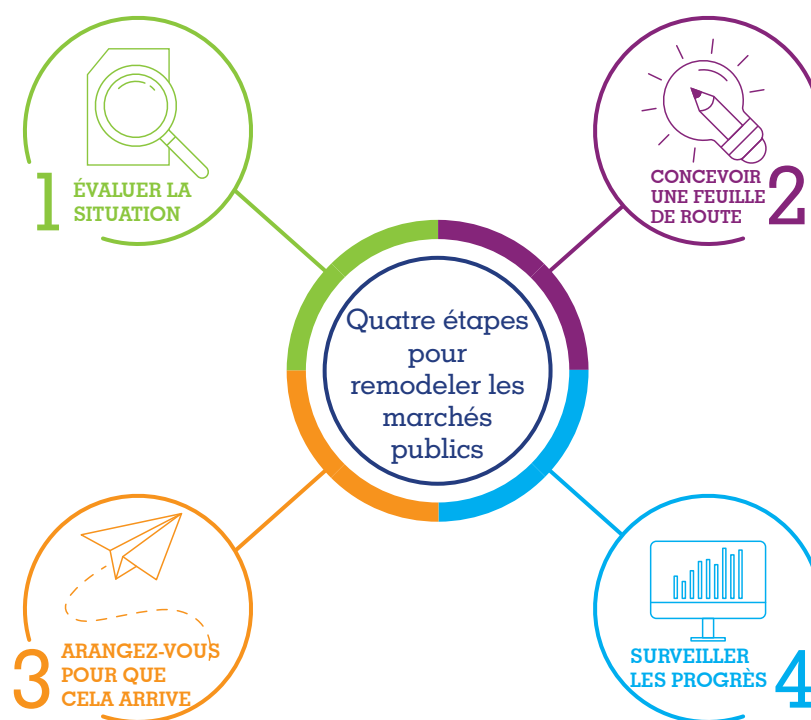 1
ÉVALUER LA
SITUATION
CONCEVOIR
UNE FEUILLE
DE ROUTE
2
Quatre étapes
pour
remodeler les
marchés
publics
3
ARANGEZ-VOUS
POUR QUE
CELA ARRIVE
SURVEILLER
LES PROGRÈS
4